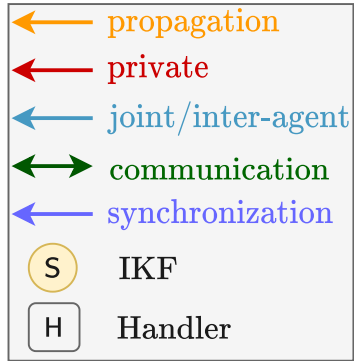 propagation
private
joint/inter-agent
communication
synchronization
S IKF
H Handler